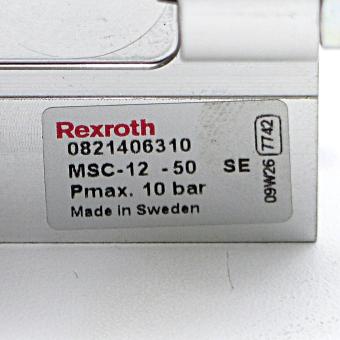 Rexroth
0821406310
MSC-12 -50 SE
Pmax. 10 bar
Made in Sweden
09W26 7742